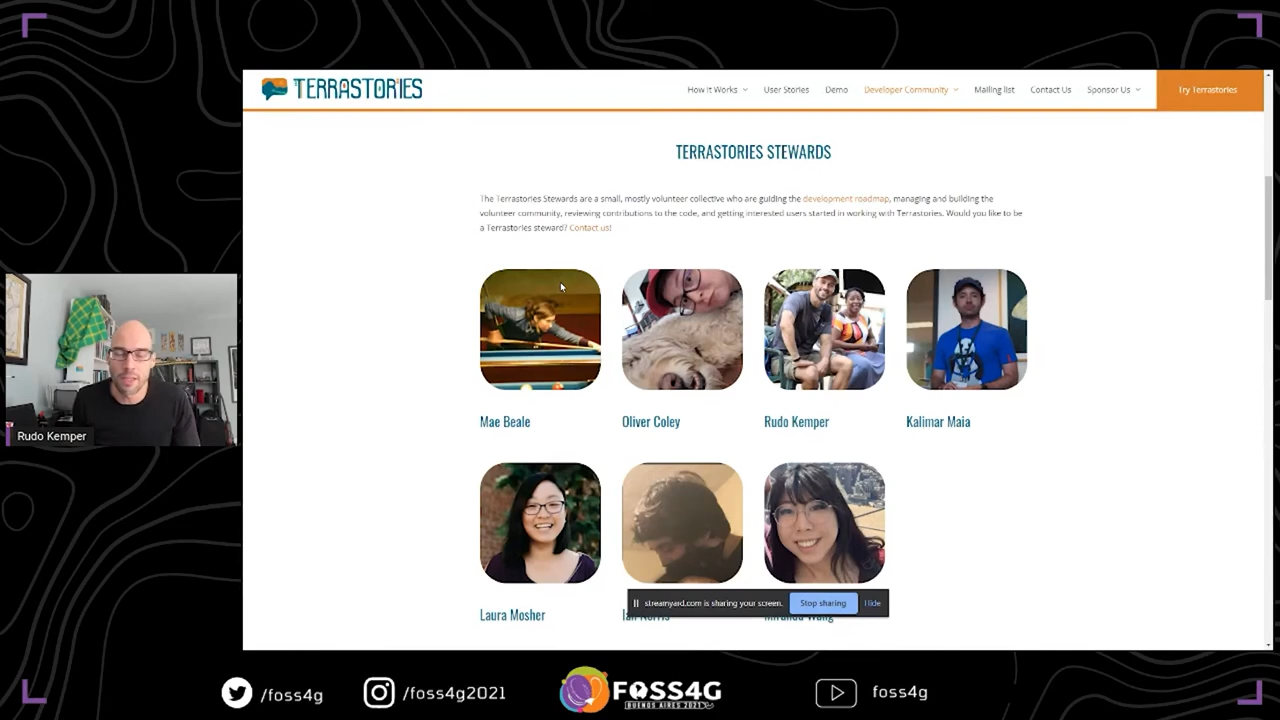 TERRASTORIES
How It Works
User Stories
Demo
Developer Community
Mailing list
Contact Us
Sponsor Us
Try Terrastories
TERRASTORIES STEWARDS
The Terrastories Stewards are a small, mostly volunteer collective who are guiding the development roadmap, managing and building the
volunteer community, reviewing contributions to the code, and getting interested users started in working with Terrastories. Would you like to be
a Terrastories steward? Contact us!
Mae Beale
Oliver Coley
Rudo Kemper
Kalimar Maia
Rudo Kemper
streamyard.com is sharing your screen.
Stop sharing
Hide
Laura Mosher
/foss4g
/foss4g2021
FOSS4G
BUENOS AIRES 2021
foss4g